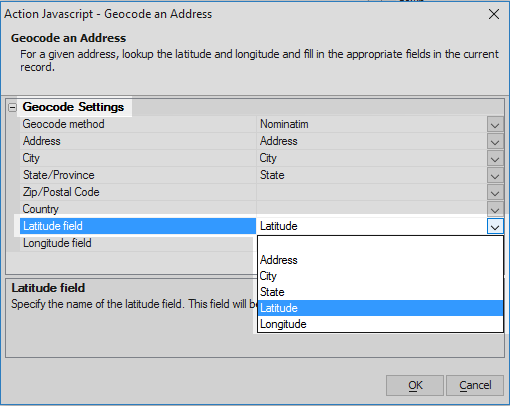 Action Javascript - Geocode an Address
Geocode an Address
For a given address, lookup the latitude and longitude and fill in the appropriate fields in the current
record.
Geocode Settings
Geocode method Nominatim
Address Address
City City
State/Province State
Zip/Postal Code
Country
Latitude field Latitude
Longitude field
Address
City
State
Latitude
Longitude
Latitude field
Specify the name of the latitude field. This field will
OK Cancel